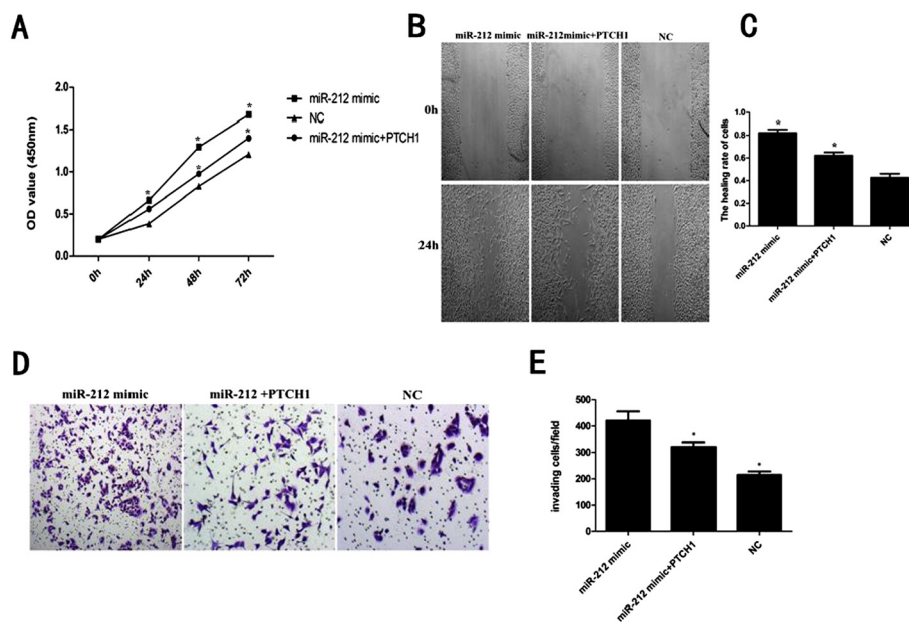 A
OD value (450nm)
2.0
1.5
1.0
0.5
0.0
*
*
*
*
*
0h
24h
48h
72h
miR-212 mimic
NC
miR-212 mimic+PTCH1
B
miR-212 mimic
miR-212mimic+PTCH1
NC
0h
24h
C
The healing rate of cells
1.0
0.8
0.6
0.4
0.2
0.0
*
*
miR-212 mimic
miR-212 mimic+PTCH1
NC
D
miR-212 mimic
miR-212 +PTCH1
NC
E
invading cells/field
500
400
300
200
100
0
*
*
miR-212 mimic
miR-212 mimic+PTCH1
NC